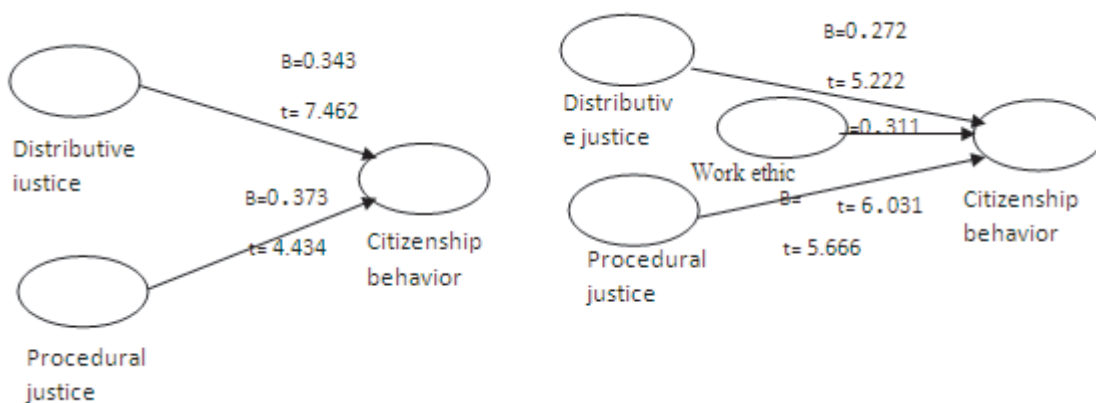 B=0.343
t= 7.462
Distributive
iustice
B=0.373
t= 4.434
Citizenship
behavior
Procedural
justice
B=0.272
t= 5.222
Distributiv
e justice
=0.311
Work ethic
B=
t= 6.031
Citizenship
behavior
t= 5.666
Procedural
justice